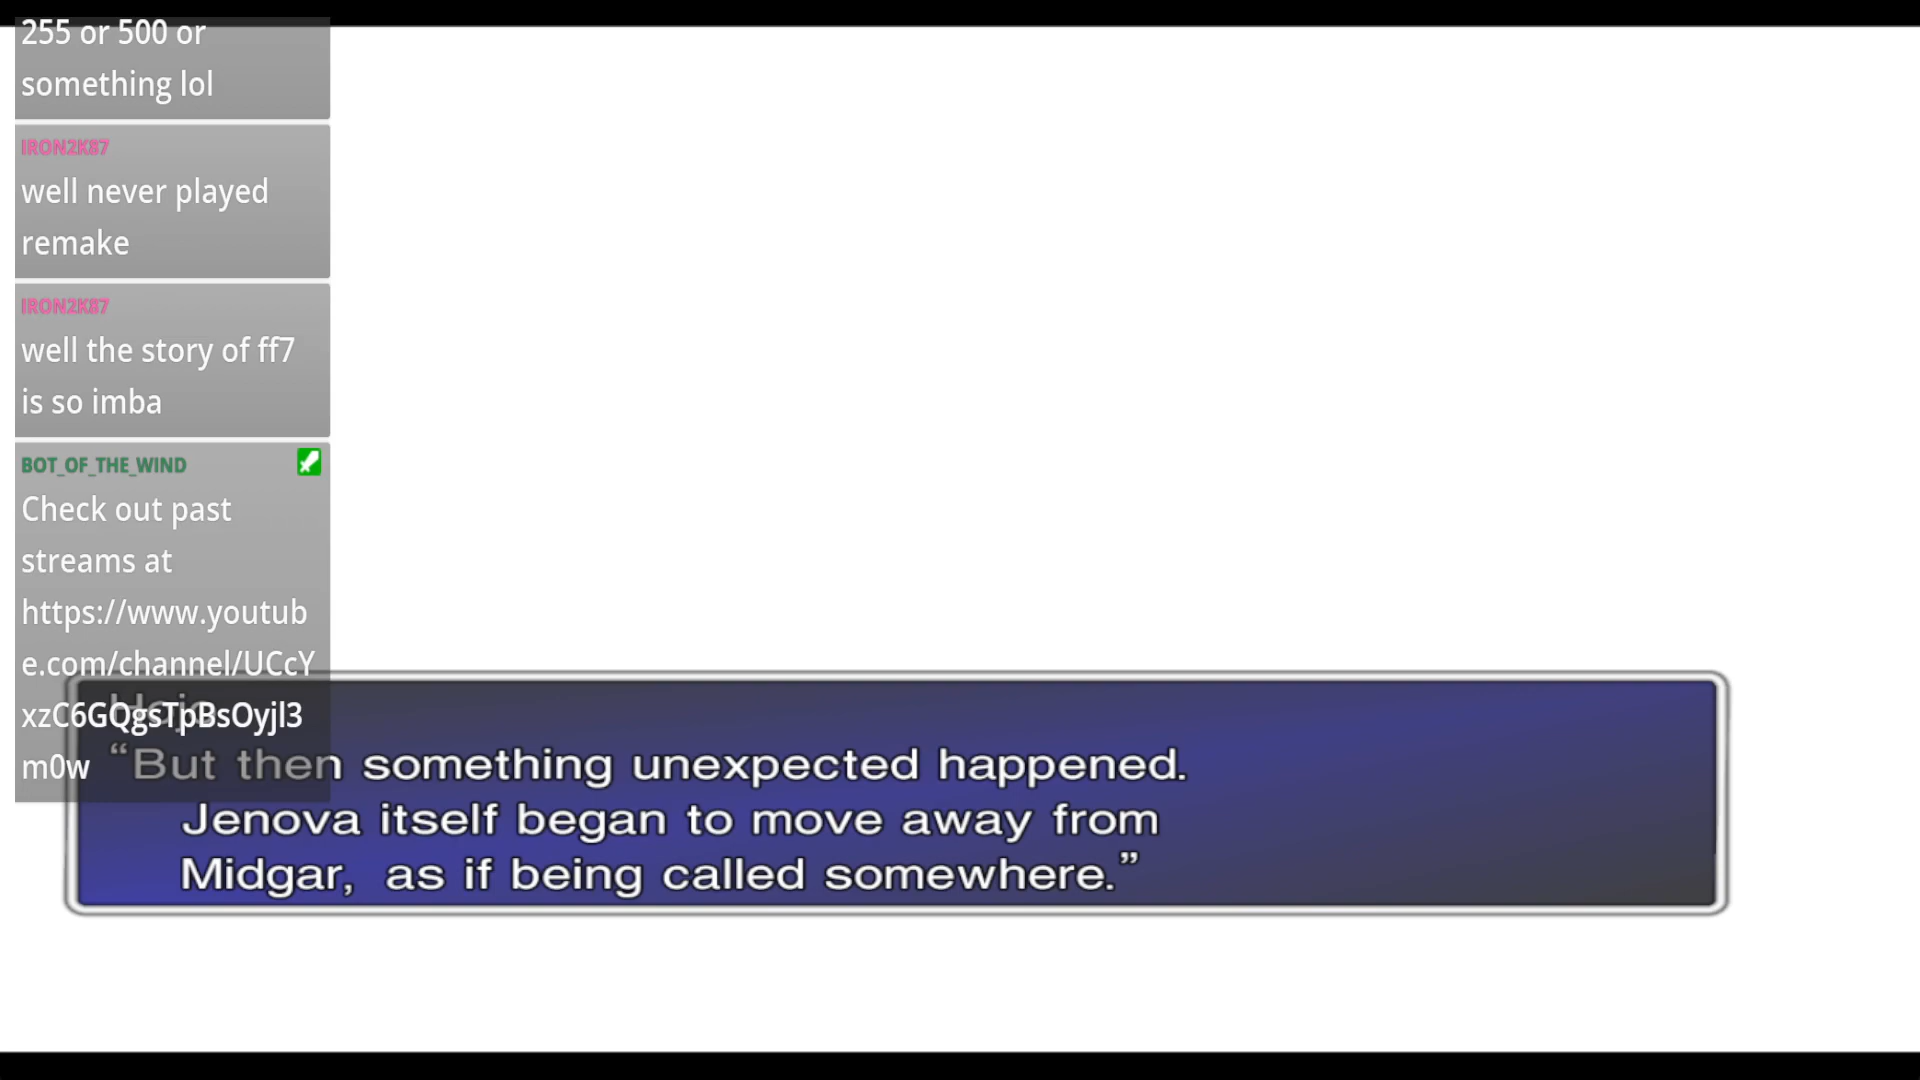 255 or 500 or
something lol
IRON2K87
well never played
remake
IRON2K87
well the story of ff7
is so imba
BOT_OF_THE_WIND
Check out past
streams at
https://www.youtub
e.com/channel/UCcY
xzC6GQgsTpBsOyjl3
m0w
Hojo
“But then something unexpected happened.
Jenova itself began to move away from
Midgar, as if being called somewhere.”